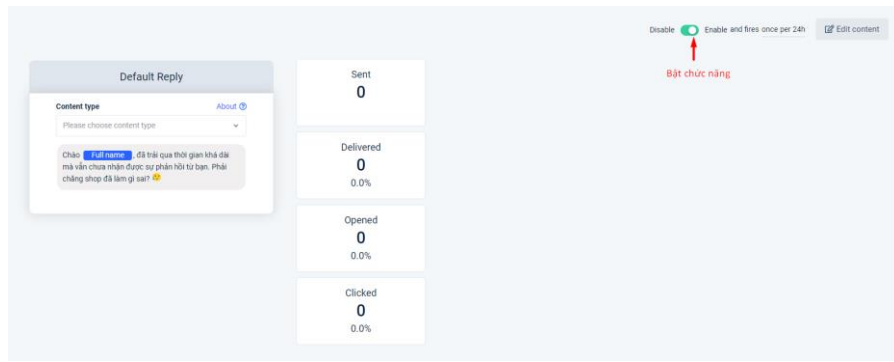 Disable Enable and fires once per 24h Edit content
Bật chức năng
Default Reply
Content type About
Please choose content type
Chào Full name , đã trải qua thời gian khá dài
mà vẫn chưa nhận được sự phản hồi từ bạn. Phải
chăng shop đã làm gì sai?
Sent
0
Delivered
0
0.0%
Opened
0
0.0%
Clicked
0
0.0%